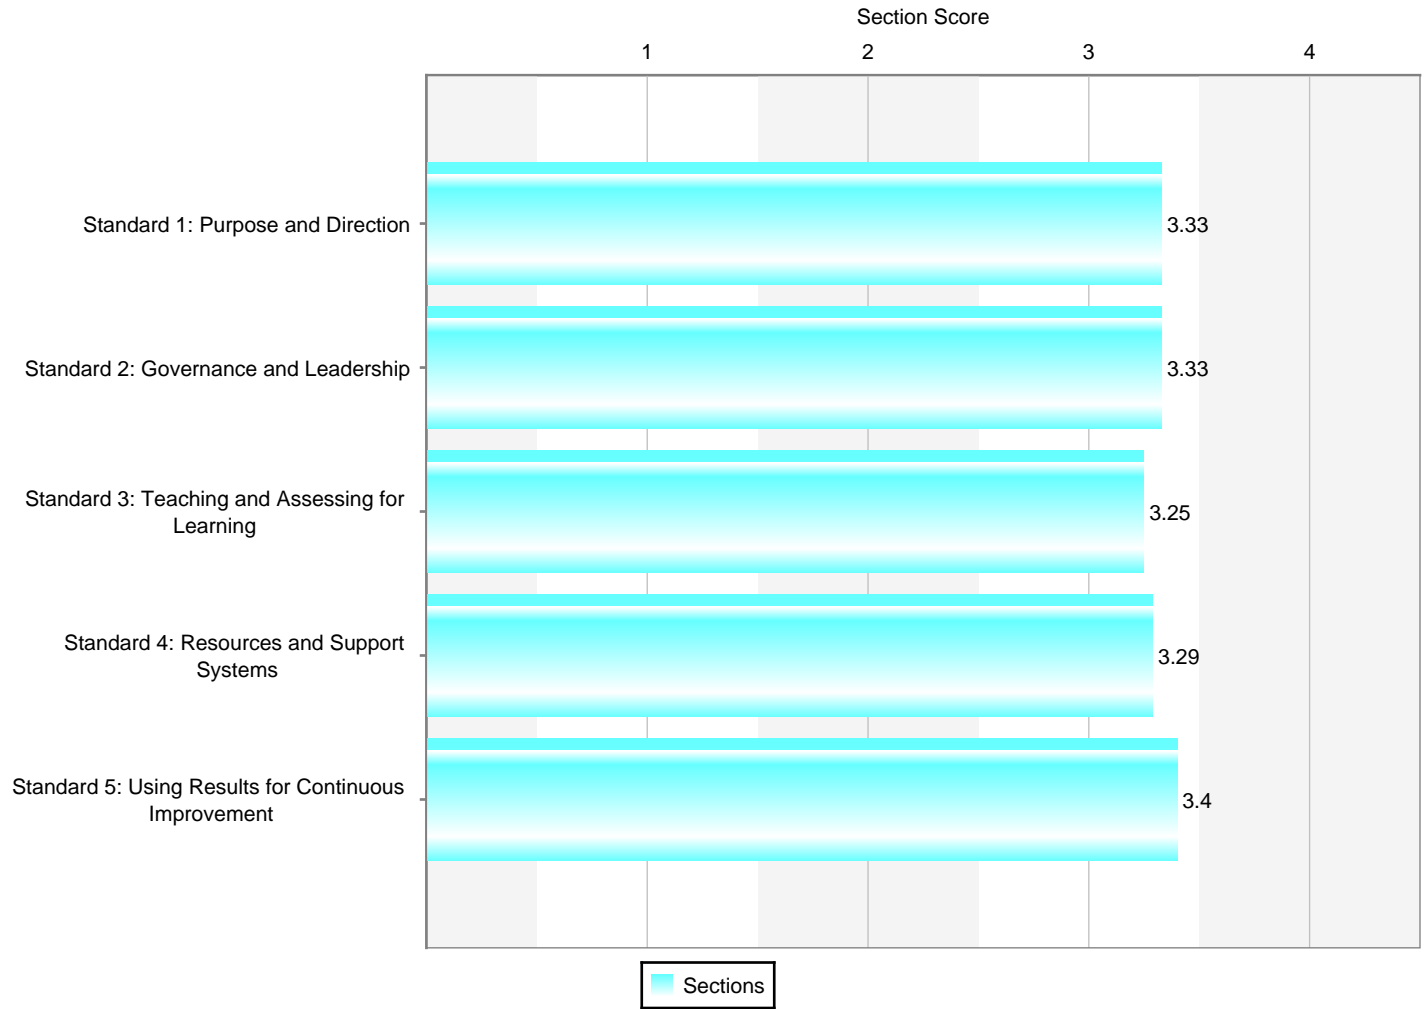 Section Score
1 2 3 4
Standard 1: Purpose and Direction 3.33
Standard 2: Governance and Leadership 3.33
Standard 3: Teaching and Assessing for
Learning
3.25
Standard 4: Resources and Support
Systems
3.29
Standard 5: Using Results for Continuous
Improvement
3.4
Sections